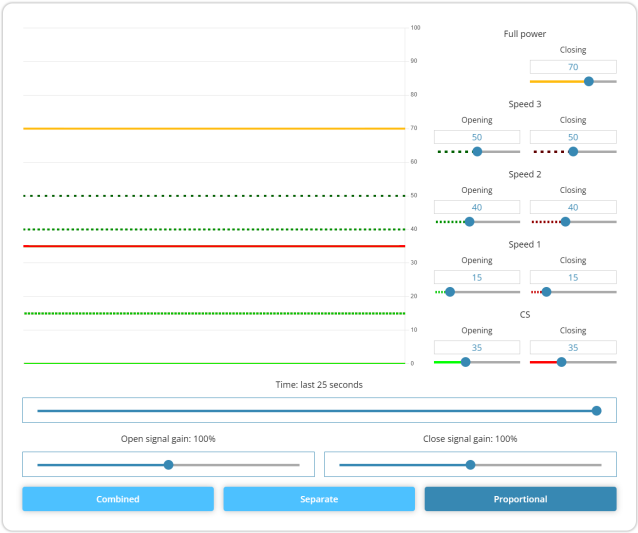 100
90
80
70
60
50
40
30
20
10
0
Full power
Closing
70
Speed 3
Opening Closing
50 50
Speed 2
Opening Closing
40 40
Speed 1
Opening Closing
15 15
CS
Opening Closing
35 35
Time: last 25 seconds
Open signal gain: 100% Close signal gain: 100%
Combined Separate Proportional